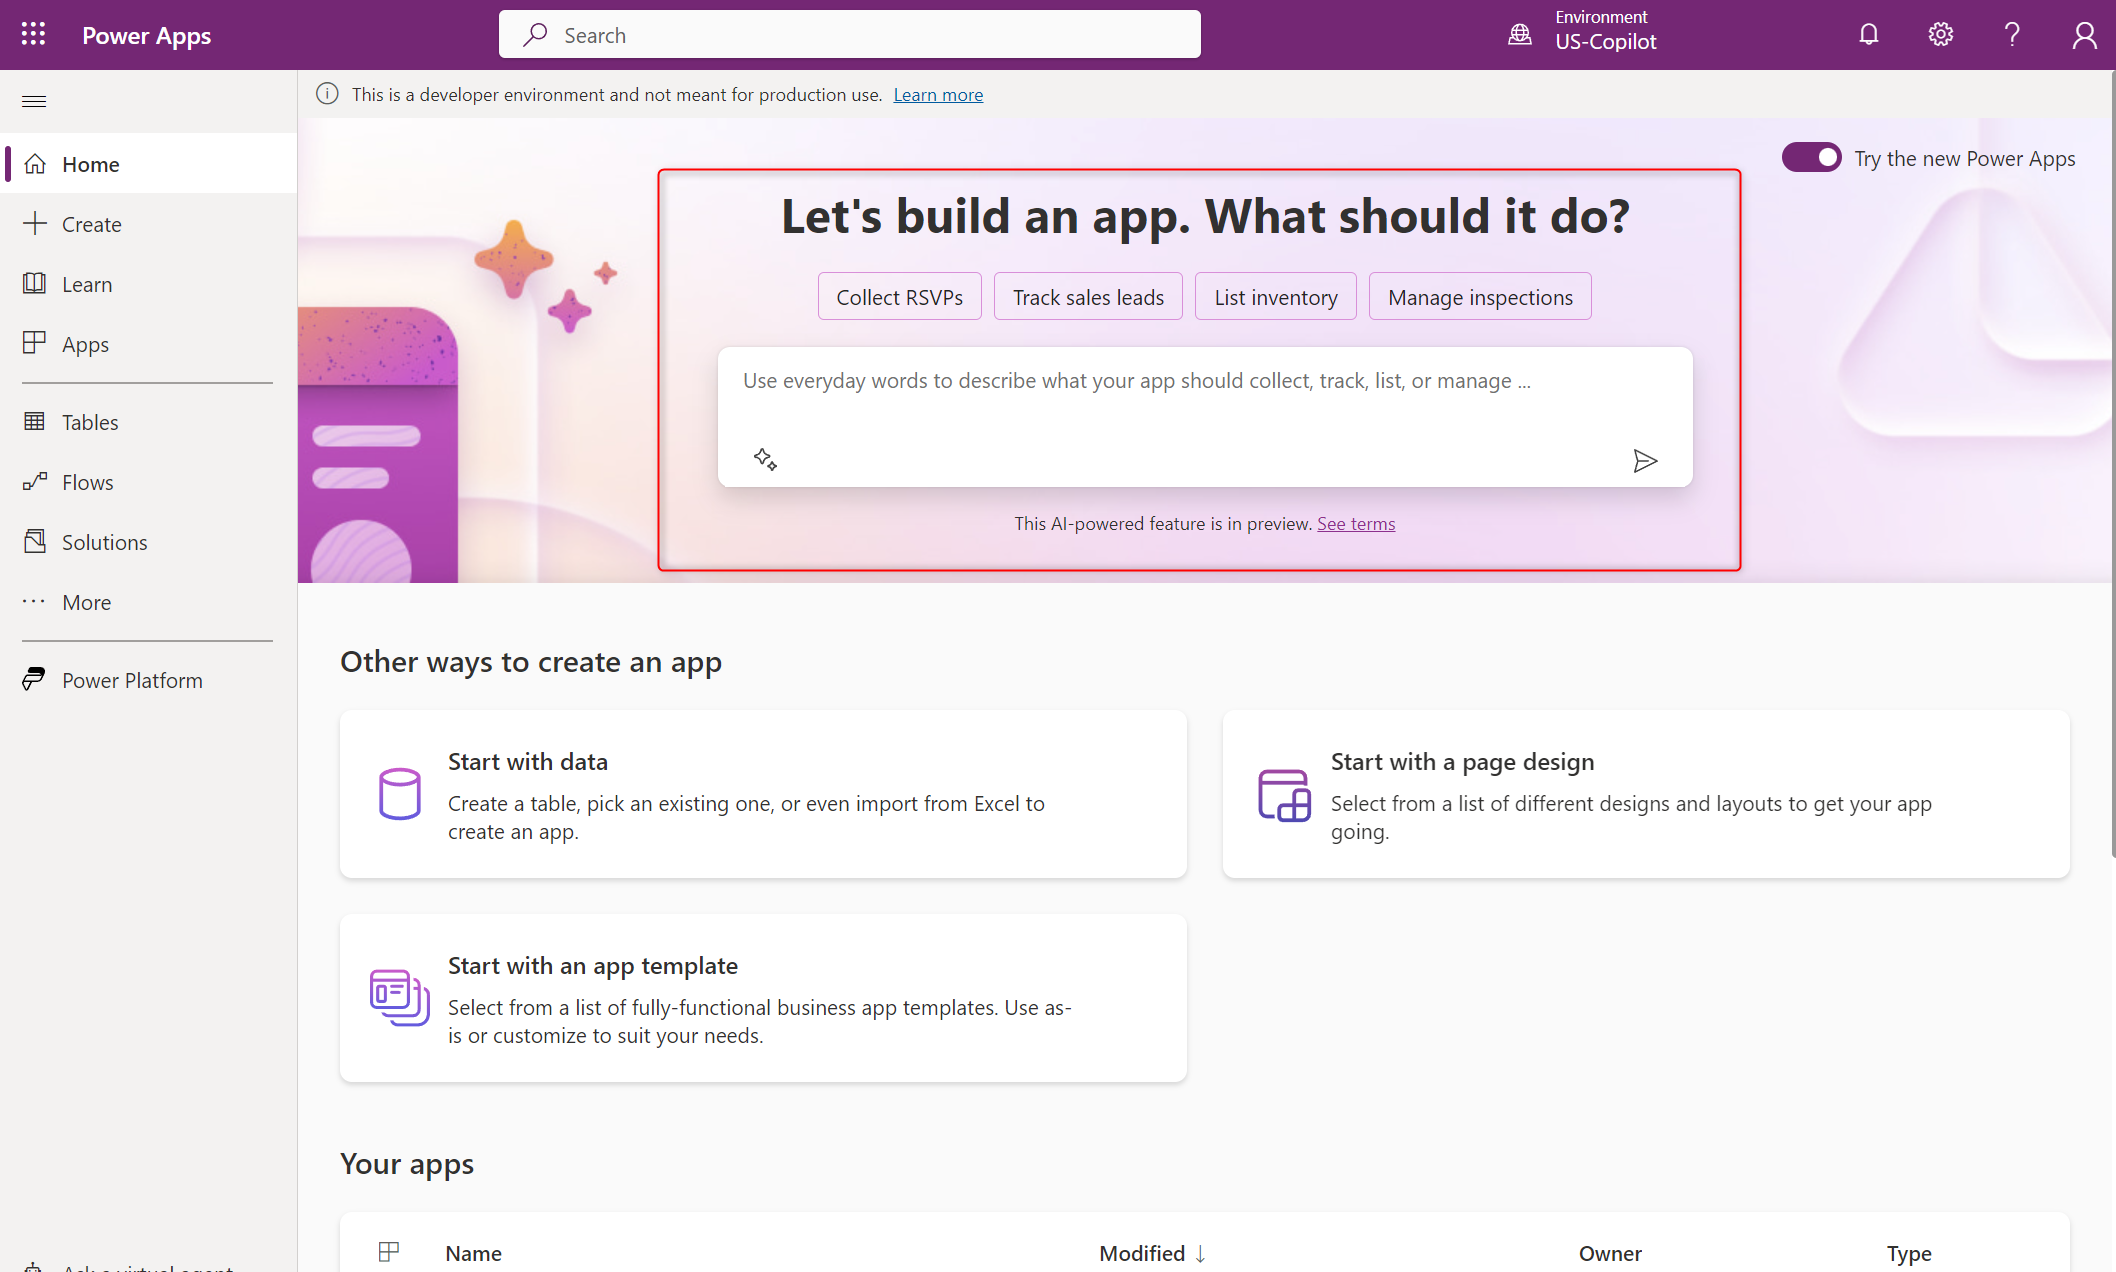 Power Apps
Search
Environment
US-Copilot
This is a developer environment and not meant for production use. Learn more
Home
Create
Learn
Apps
Tables
Flows
Solutions
More
Power Platform
Try the new Power Apps
Let's build an app. What should it do?
Collect RSVPs
Track sales leads
List inventory
Manage inspections
Use everyday words to describe what your app should collect, track, list, or manage ...
This AI-powered feature is in preview. See terms
Other ways to create an app
Start with data
Create a table, pick an existing one, or even import from Excel to
create an app.
Start with a page design
Select from a list of different designs and layouts to get your app
going.
Start with an app template
Select from a list of fully-functional business app templates. Use as-
is or customize to suit your needs.
Your apps
Name
Modified ↓
Owner
Type
Ask a virtual agent